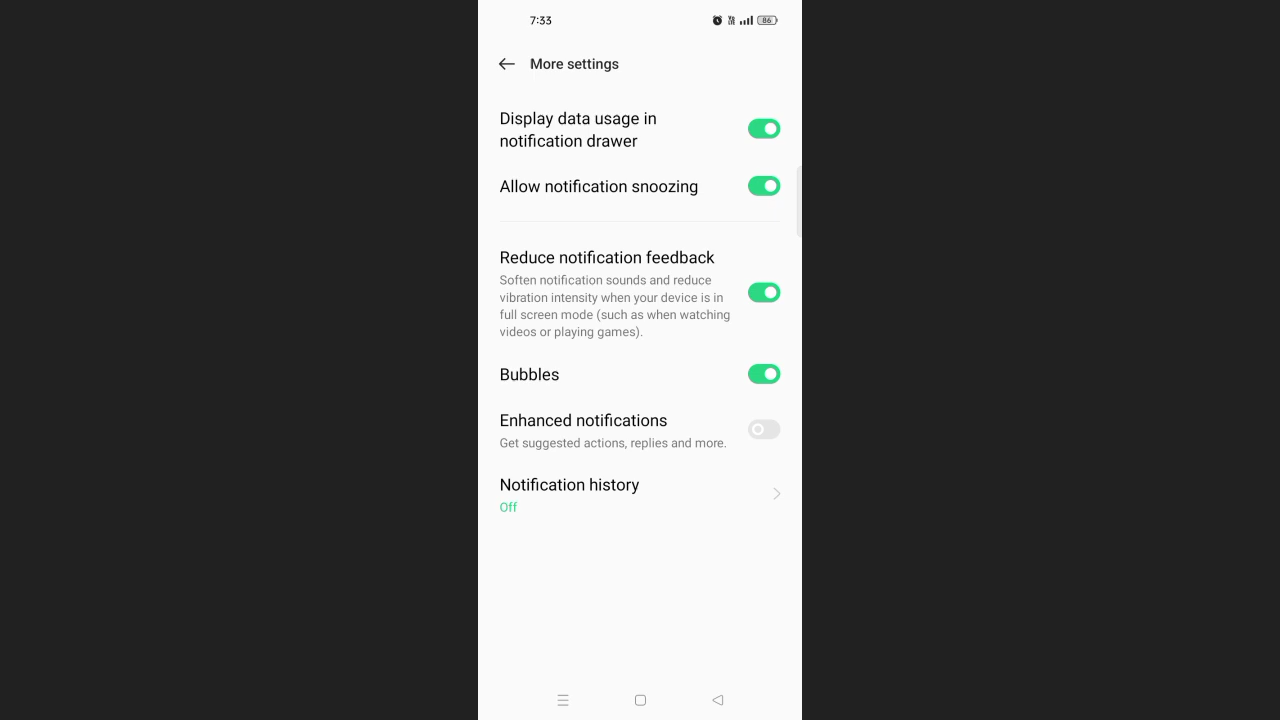 7:33
86
More settings
Display data usage in
notification drawer
Allow notification snoozing
Reduce notification feedback
Soften notification sounds and reduce
vibration intensity when your device is in
full screen mode (such as when watching
videos or playing games).
Bubbles
Enhanced notifications
Get suggested actions, replies and more.
Notification history
Off